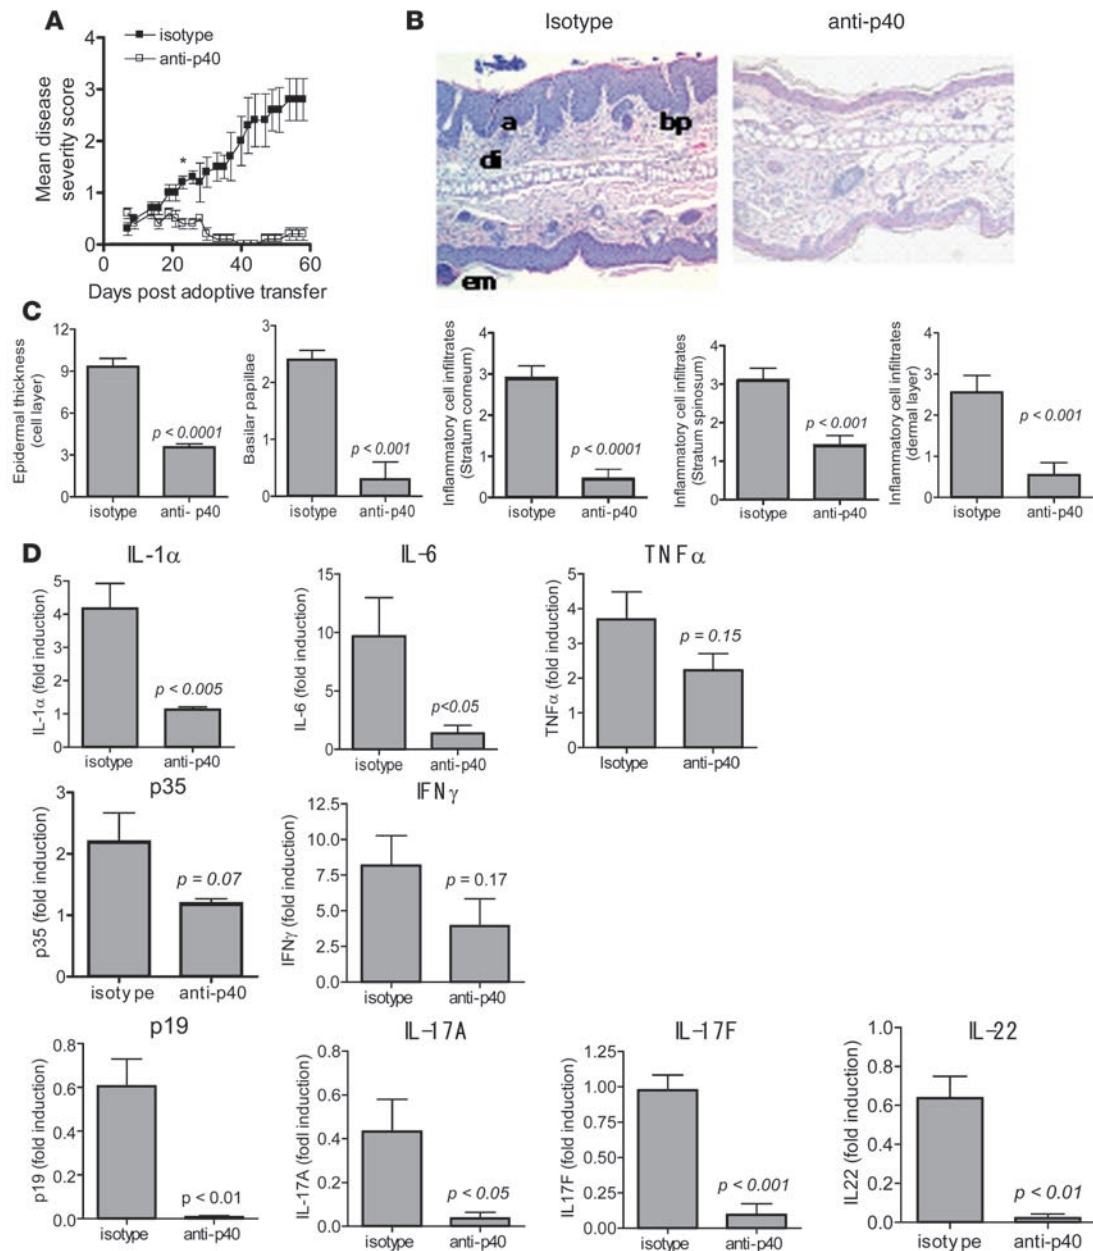 A
Mean disease
severity score
4
3
2
1
0
isotype
anti-p40
*
0
20
40
60
Days post adoptive transfer
B
Isotype
anti-p40
a
bp
di
em
C
Epidermal thickness
(cell layer)
12
9
6
3
0
p < 0.0001
isotype
anti- p40
Basilar papillae
3
2
1
0
p < 0.001
isotype
anti-p40
Inflammatory cell infiltrates
(Stratum corneum)
4
3
2
1
0
p < 0.0001
isotype
anti-p40
Inflammatory cell infiltrates
(Stratum spinosum)
4
3
2
1
0
p < 0.001
isotype
anti-p40
Inflammatory cell infiltrates
(dermal layer)
4
3
2
1
0
p < 0.001
isotype
anti-p40
D
IL-1α
IL-1α (fold induction)
5
4
3
2
1
0
p < 0.005
isotype
anti-p40
IL-6
IL-6 (fold induction)
15
10
5
0
p<0.05
isotype
anti-p40
TNFα
TNFα (fold induction)
5
4
3
2
1
0
p = 0.15
Isotype
anti-p40
p35
p35 (fold induction)
3
2
1
0
p = 0.07
isotype
anti-p40
IFNγ
IFNγ (fold induction)
12.5
10.0
7.5
5.0
2.5
0.0
p = 0.17
isotype
anti-p40
p19
p19 (fold induction)
0.8
0.6
0.4
0.2
0.0
p < 0.01
isotype
anti-p40
IL-17A
IL-17A (fodl induction)
0.8
0.6
0.4
0.2
0.0
p < 0.05
isotype
anti-p40
IL-17F
IL17F (fold induction)
1.25
1.00
0.75
0.50
0.25
0.00
p < 0.001
isotype
anti-p40
IL-22
IL22 (fold induction)
1.0
0.8
0.6
0.4
0.2
0.0
p < 0.01
isotype
anti-p40